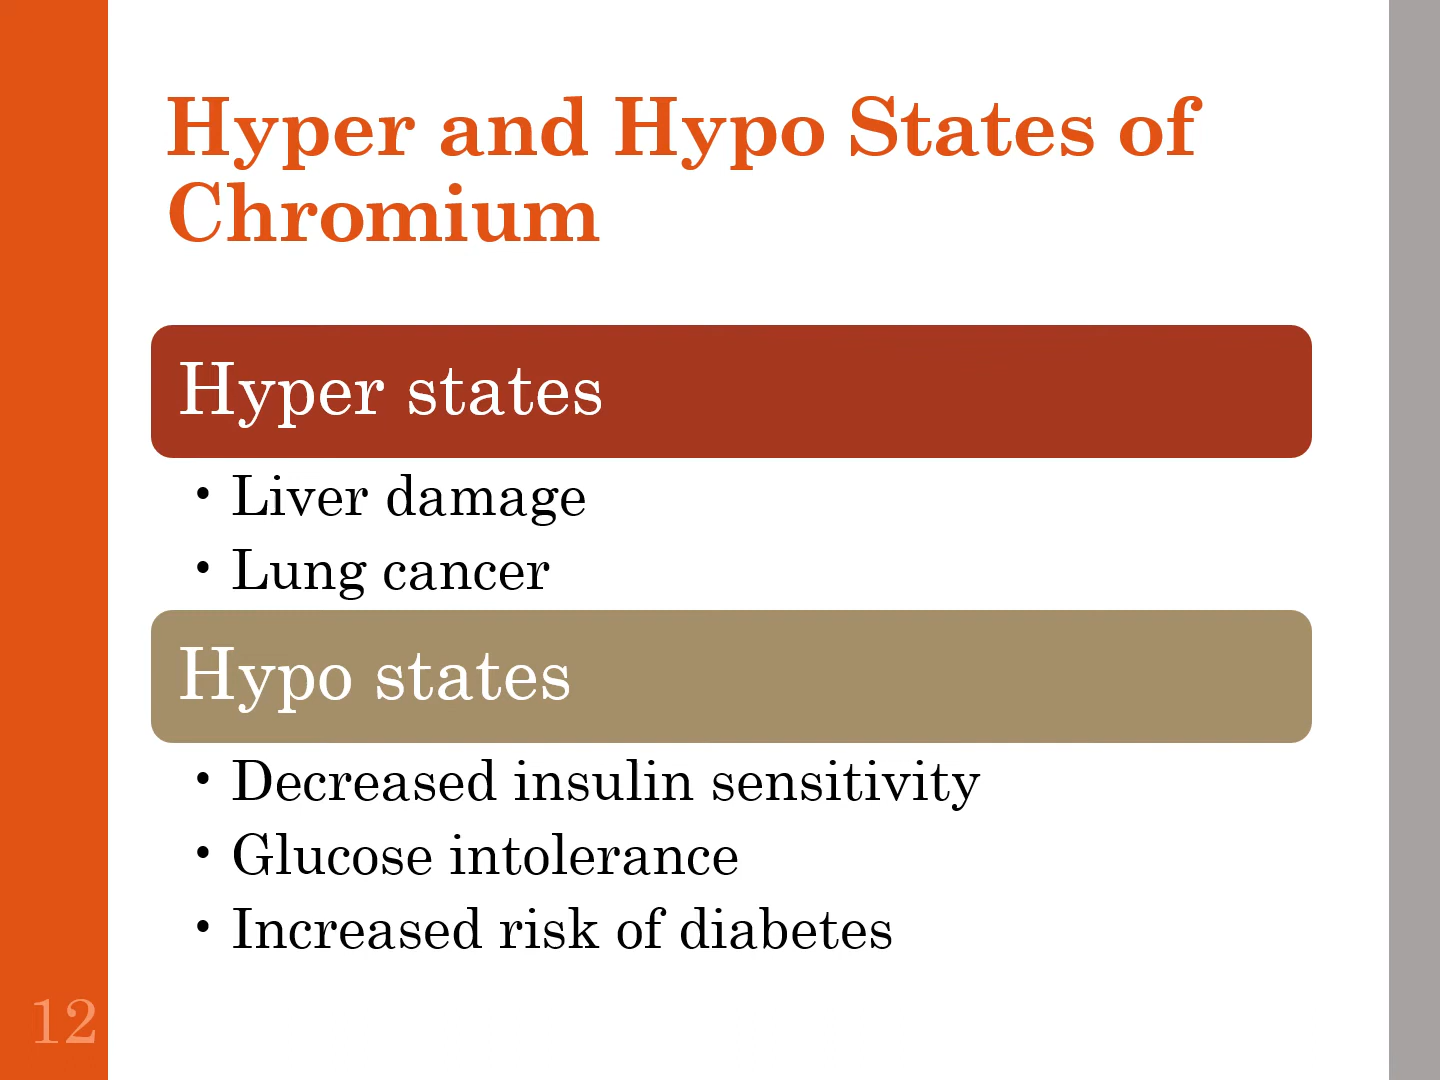 Hyper and Hypo States of
Chromium
Hyper states
• Liver damage
• Lung cancer
Hypo states
• Decreased insulin sensitivity
• Glucose intolerance
• Increased risk of diabetes
12